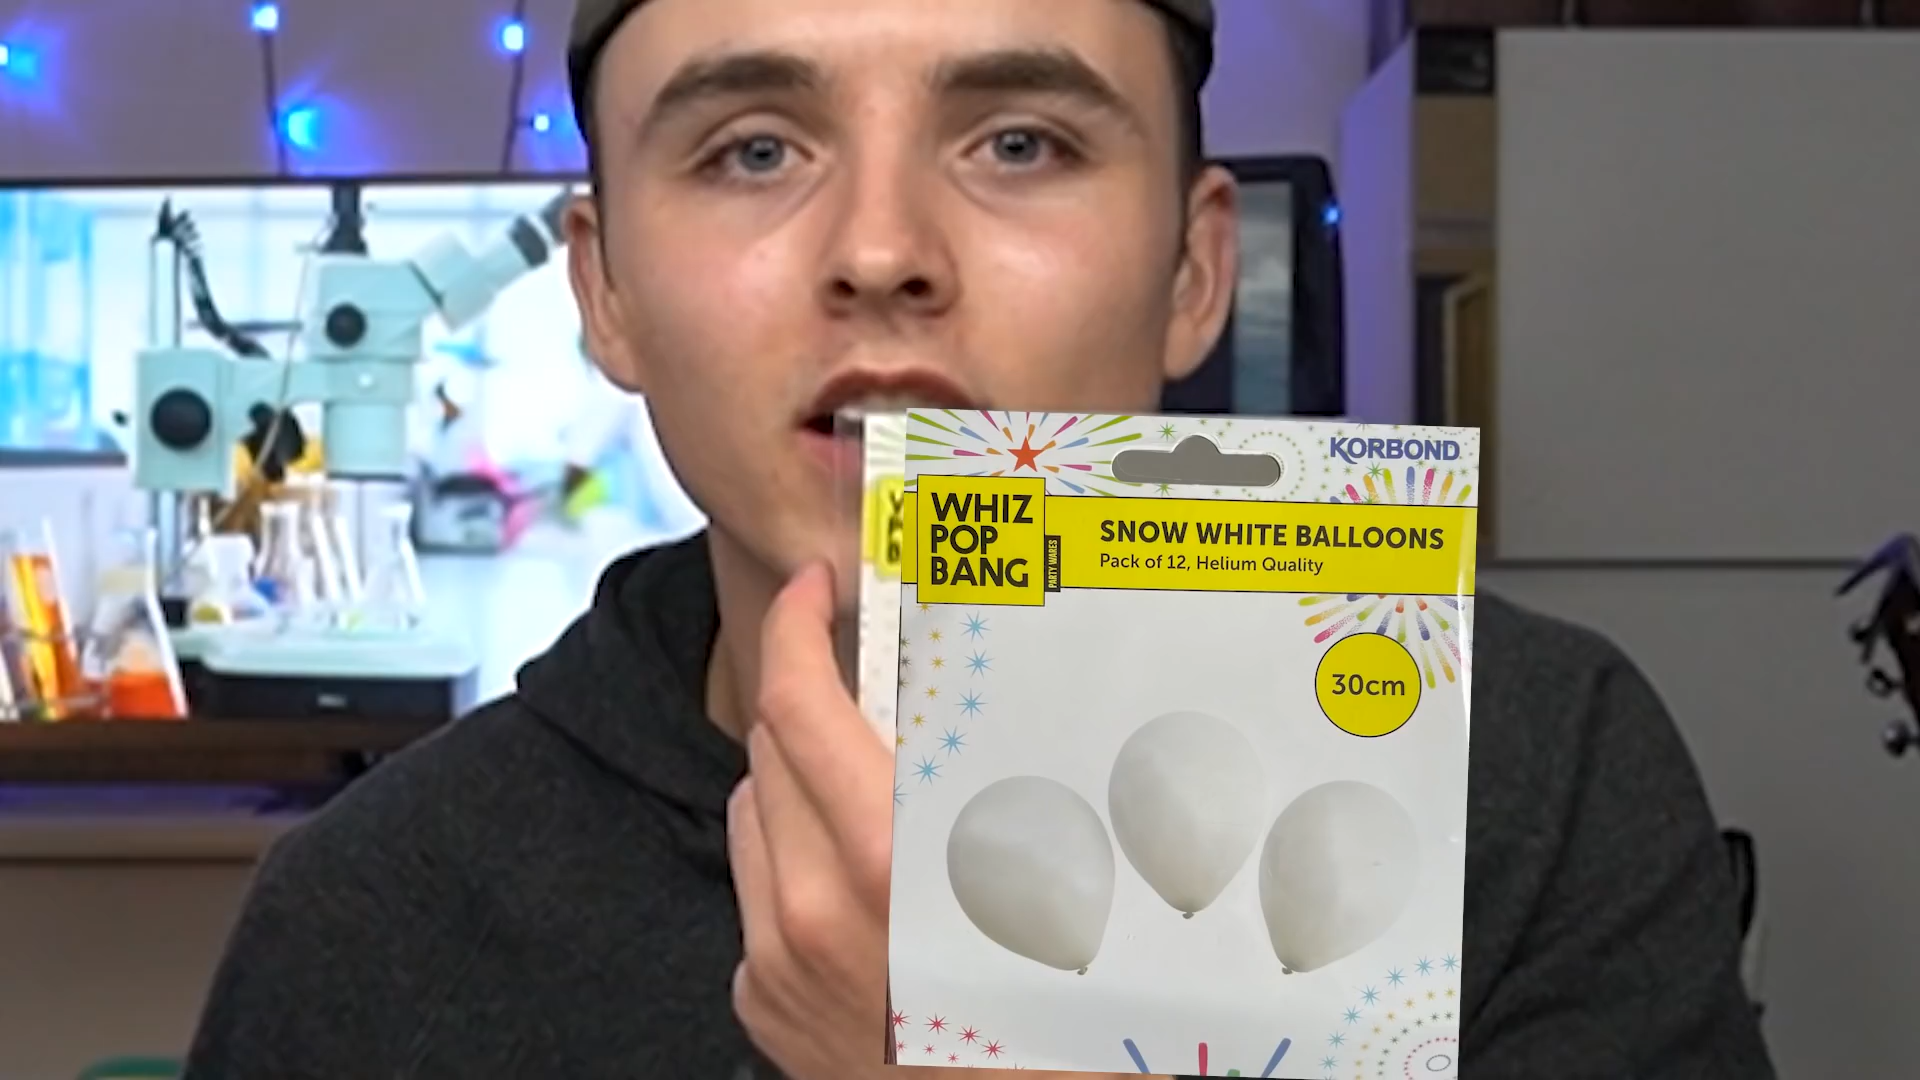 KORBOND
WHIZ
POP
BANG
PARTY WARES
SNOW WHITE BALLOONS
Pack of 12, Helium Quality
30cm